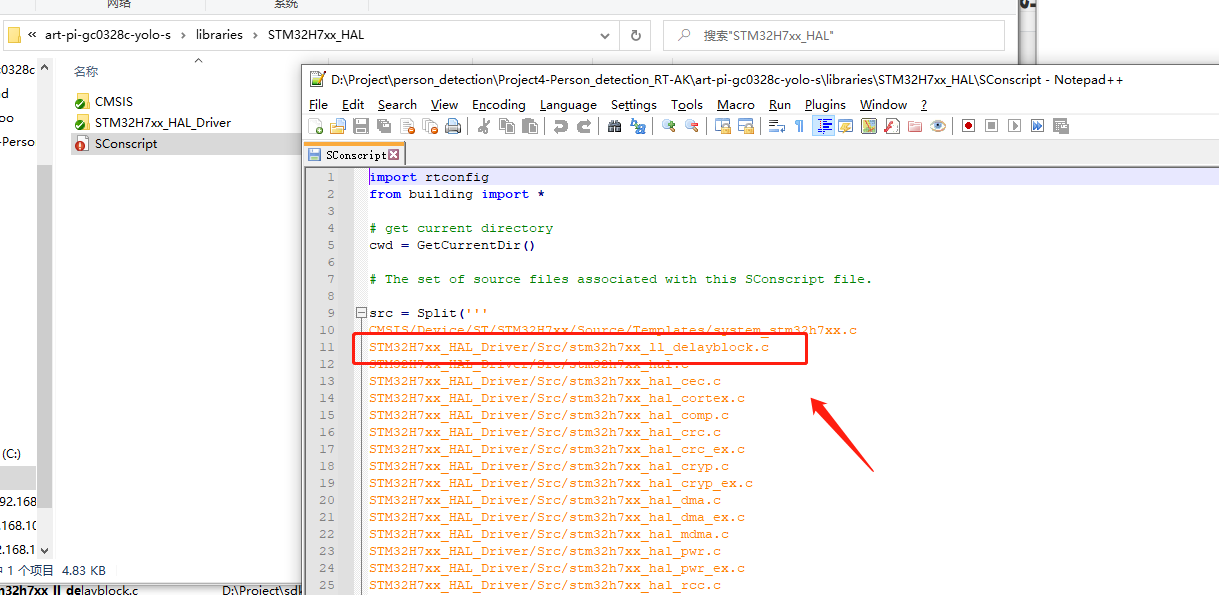 网络
系统
« art-pi-gc0328c-yolo-s › libraries › STM32H7xx_HAL
搜索"STM32H7xx_HAL"
名称
CMSIS
STM32H7xx_HAL_Driver
SConscript
0328c
-Perso
(C:)
92.168
.168.10
2.168.1
1 个项目 4.83 KB
m32h7xx_ll_delayblock.c D:\Project\sdk
D:\Project\person_detection\Project4-Person_detection_RT-AK\art-pi-gc0328c-yolo-s\libraries\STM32H7xx_HAL\SConscript - Notepad++
File Edit Search View Encoding Language Settings Tools Macro Run Plugins Window ?
SConscript
1 import rtconfig
2 from building import *
3
4 # get current directory
5 cwd = GetCurrentDir()
6
7 # The set of source files associated with this SConscript file.
8
9 src = Split('''
10 CMSIS/Device/ST/STM32H7xx/Source/Templates/system_stm32h7xx.c
11 STM32H7xx_HAL_Driver/Src/stm32h7xx_ll_delayblock.c
12 STM32H7xx_HAL_Driver/Src/stm32h7xx_hal.c
13 STM32H7xx_HAL_Driver/Src/stm32h7xx_hal_cec.c
14 STM32H7xx_HAL_Driver/Src/stm32h7xx_hal_cortex.c
15 STM32H7xx_HAL_Driver/Src/stm32h7xx_hal_comp.c
16 STM32H7xx_HAL_Driver/Src/stm32h7xx_hal_crc.c
17 STM32H7xx_HAL_Driver/Src/stm32h7xx_hal_crc_ex.c
18 STM32H7xx_HAL_Driver/Src/stm32h7xx_hal_cryp.c
19 STM32H7xx_HAL_Driver/Src/stm32h7xx_hal_cryp_ex.c
20 STM32H7xx_HAL_Driver/Src/stm32h7xx_hal_dma.c
21 STM32H7xx_HAL_Driver/Src/stm32h7xx_hal_dma_ex.c
22 STM32H7xx_HAL_Driver/Src/stm32h7xx_hal_mdma.c
23 STM32H7xx_HAL_Driver/Src/stm32h7xx_hal_pwr.c
24 STM32H7xx_HAL_Driver/Src/stm32h7xx_hal_pwr_ex.c
25 STM32H7xx_HAL_Driver/Src/stm32h7xx_hal_rcc.c